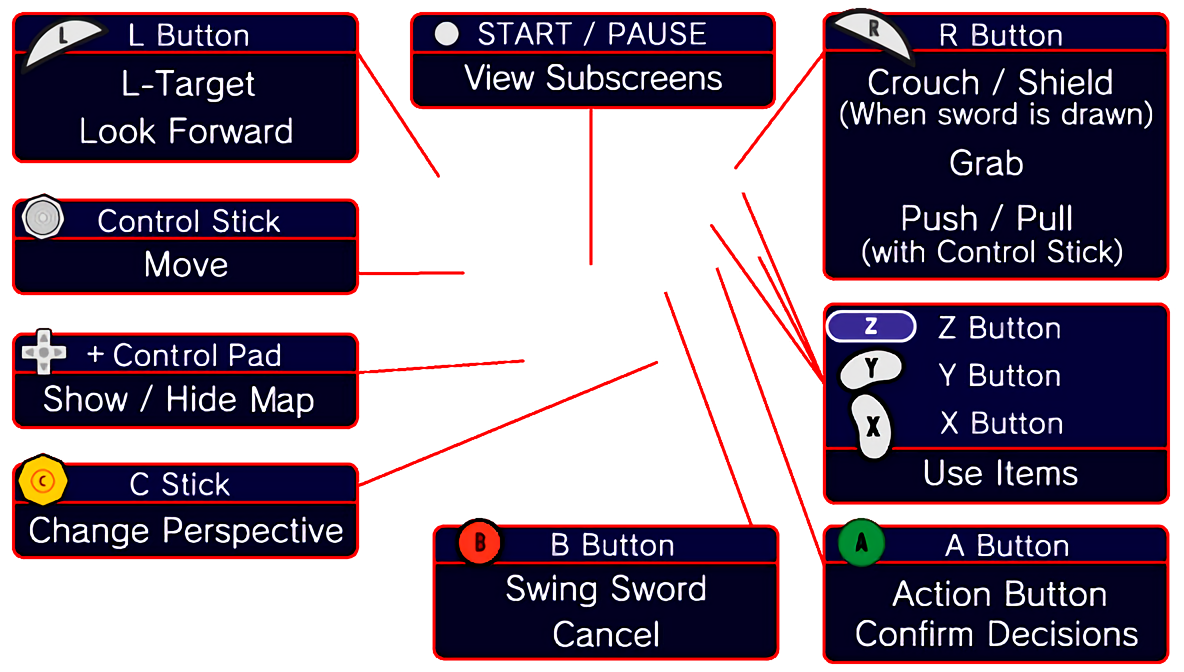 L
L Button
L-Target
Look Forward
START / PAUSE
View Subscreens
R
R Button
Crouch / Shield
(When sword is drawn)
Grab
Push / Pull
(with Control Stick)
Control Stick
Move
+ Control Pad
Show / Hide Map
C
C Stick
Change Perspective
Z
Z Button
Y
Y Button
X
X Button
Use Items
B
B Button
Swing Sword
Cancel
A
A Button
Action Button
Confirm Decisions